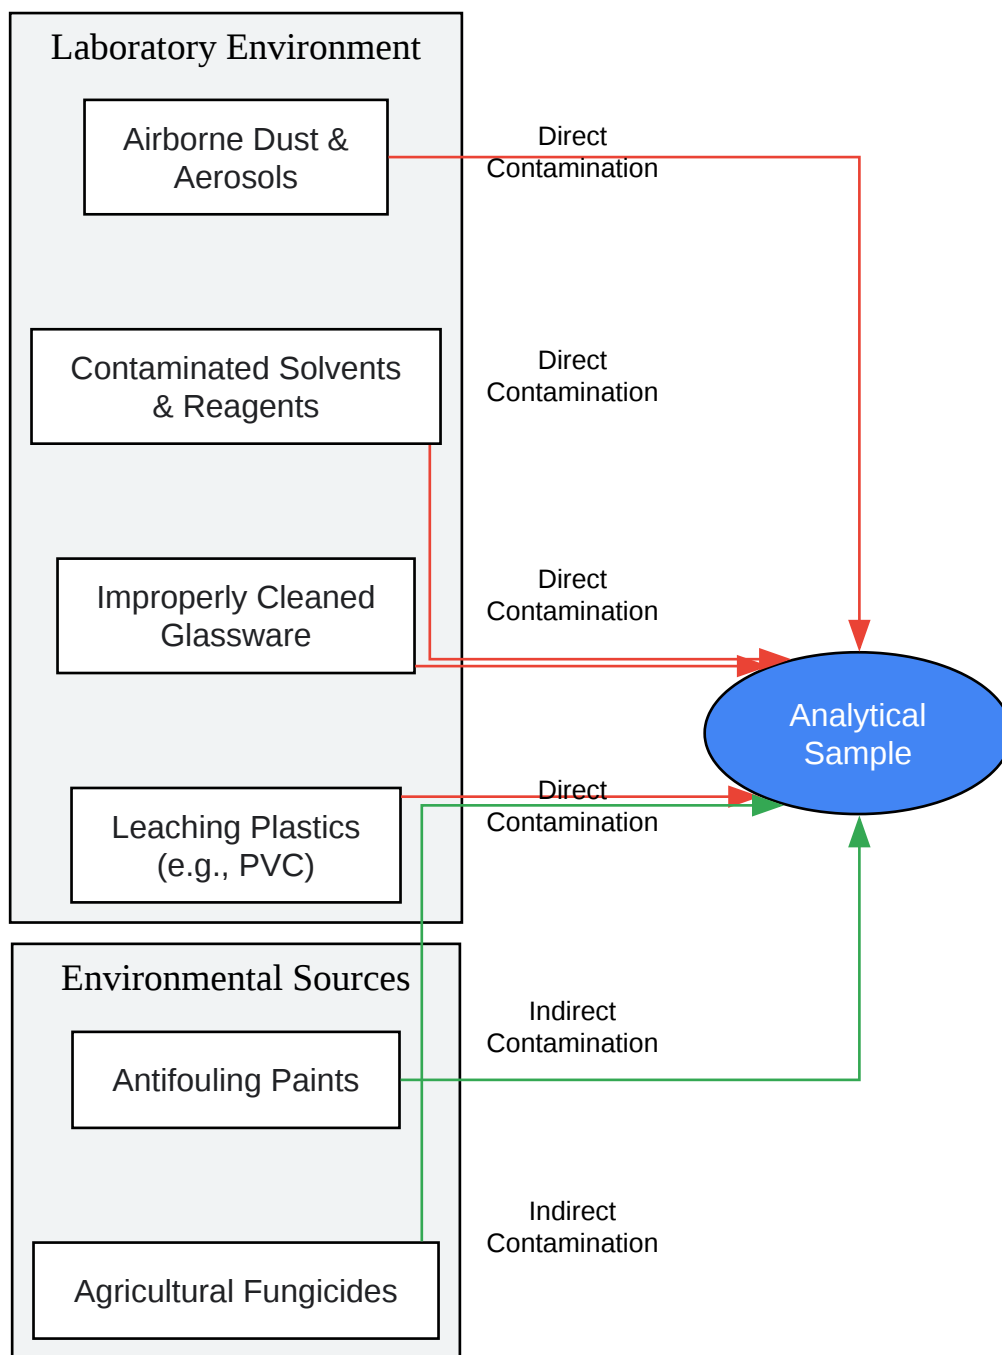 Laboratory Environment
Airborne Dust &
Aerosols
Direct
Contamination
Contaminated Solvents
& Reagents
Direct
Contamination
Improperly Cleaned
Glassware
Direct
Contamination
Analytical
Sample
Leaching Plastics
(e.g., PVC)
Direct
Contamination
Environmental Sources
Antifouling Paints
Indirect
Contamination
Agricultural Fungicides
Indirect
Contamination